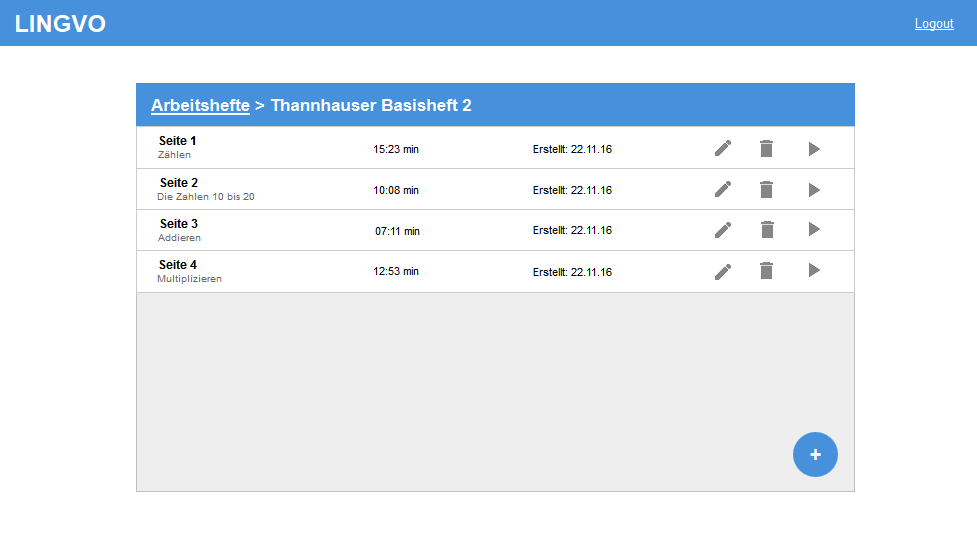 LINGVO
Logout
Arbeitshefte > Thannhauser Basisheft 2
Seite 1
Zählen
15:23 min
Erstellt: 22.11.16
Seite 2
Die Zahlen 10 bis 20
10:08 min
Erstellt: 22.11.16
Seite 3
Addieren
07:11 min
Erstellt: 22.11.16
Seite 4
Multiplizieren
12:53 min
Erstellt: 22.11.16
+